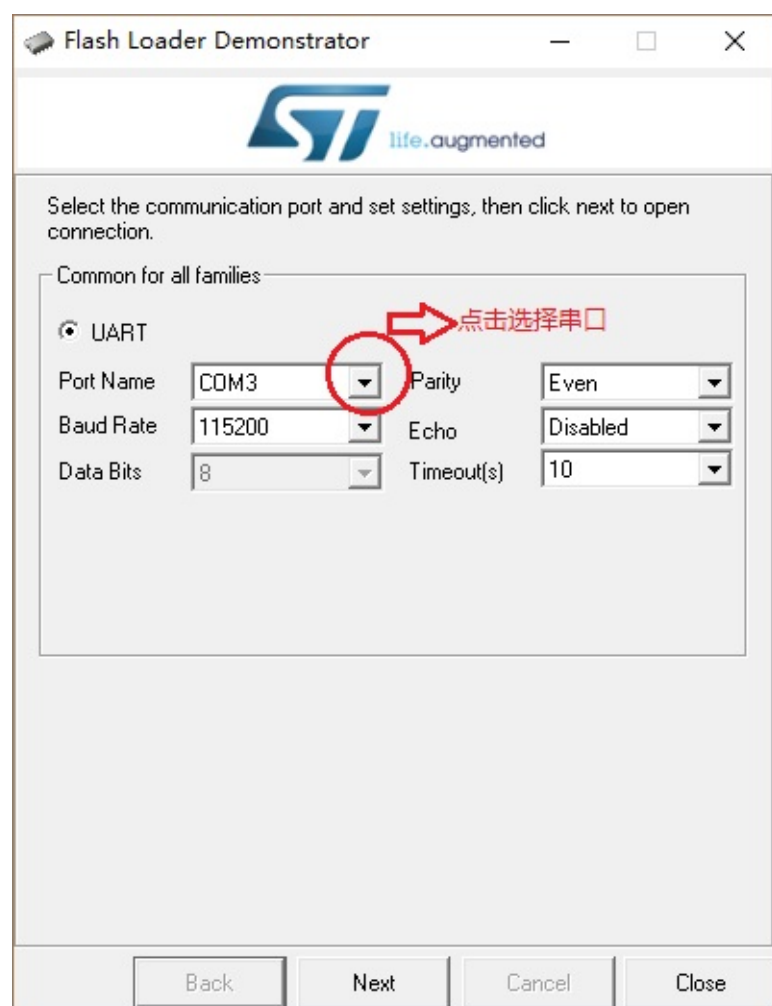 Flash Loader Demonstrator
ST life.augmented
Select the communication port and set settings, then click next to open
connection.
Common for all families
UART
点击选择串口
Port Name COM3 Parity Even
Baud Rate 115200 Echo Disabled
Data Bits 8 Timeout(s) 10
Back Next Cancel Close